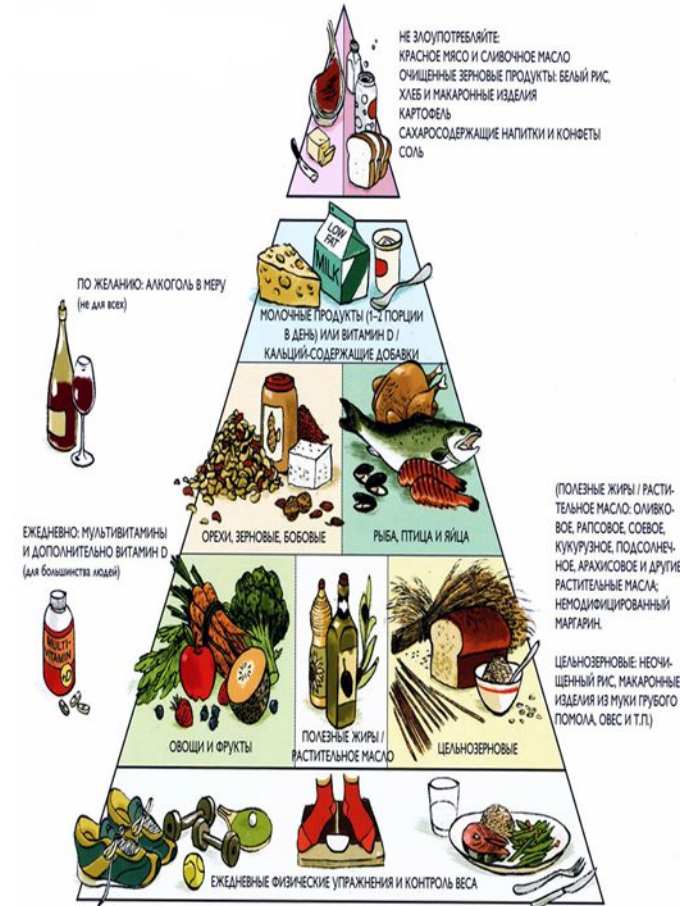 НЕ ЗЛОУПОТРЕБЛЯЙТЕ:
КРАСНОЕ МЯСО И СЛИВОЧНОЕ МАСЛО
ОЧИЩЕННЫЕ ЗЕРНОВЫЕ ПРОДУКТЫ: БЕЛЫЙ РИС,
ХЛЕБ И МАКАРОННЫЕ ИЗДЕЛИЯ
КАРТОФЕЛЬ
САХАРОСОДЕРЖАЩИЕ НАПИТКИ И КОНФЕТЫ
СОЛЬ
LOW
FAT
MILK
МОЛОЧНЫЕ ПРОДУКТЫ (1–2 ПОРЦИИ
В ДЕНЬ) ИЛИ ВИТАМИН D /
КАЛЬЦИЙ-СОДЕРЖАЩИЕ ДОБАВКИ
ПО ЖЕЛАНИЮ: АЛКОГОЛЬ В МЕРУ
(не для всех)
ОРЕХИ, ЗЕРНОВЫЕ, БОБОВЫЕ
РЫБА, ПТИЦА И ЯЙЦА
ЕЖЕДНЕВНО: МУЛЬТИВИТАМИНЫ
И ДОПОЛНИТЕЛЬНО ВИТАМИН D
(для большинства людей)
MULTI-
VITAMIN
+D
(ПОЛЕЗНЫЕ ЖИРЫ / РАСТИ-
ТЕЛЬНОЕ МАСЛО: ОЛИВКО-
ВОЕ, РАПСОВОЕ, СОЕВОЕ,
КУКУРУЗНОЕ, ПОДСОЛНЕЧ-
НОЕ, АРАХИСОВОЕ И ДРУГИЕ
РАСТИТЕЛЬНЫЕ МАСЛА;
НЕМОДИФИЦИРОВАННЫЙ
МАРГАРИН.
ЦЕЛЬНОЗЕРНОВЫЕ: НЕОЧИ-
ЩЕННЫЙ РИС, МАКАРОННЫЕ
ИЗДЕЛИЯ ИЗ МУКИ ГРУБОГО
ПОМОЛА, ОВЕС И Т.П.)
ОВОЩИ И ФРУКТЫ
ПОЛЕЗНЫЕ ЖИРЫ /
РАСТИТЕЛЬНОЕ МАСЛО
ЦЕЛЬНОЗЕРНОВЫЕ
ЕЖЕДНЕВНЫЕ ФИЗИЧЕСКИЕ УПРАЖНЕНИЯ И КОНТРОЛЬ ВЕСА